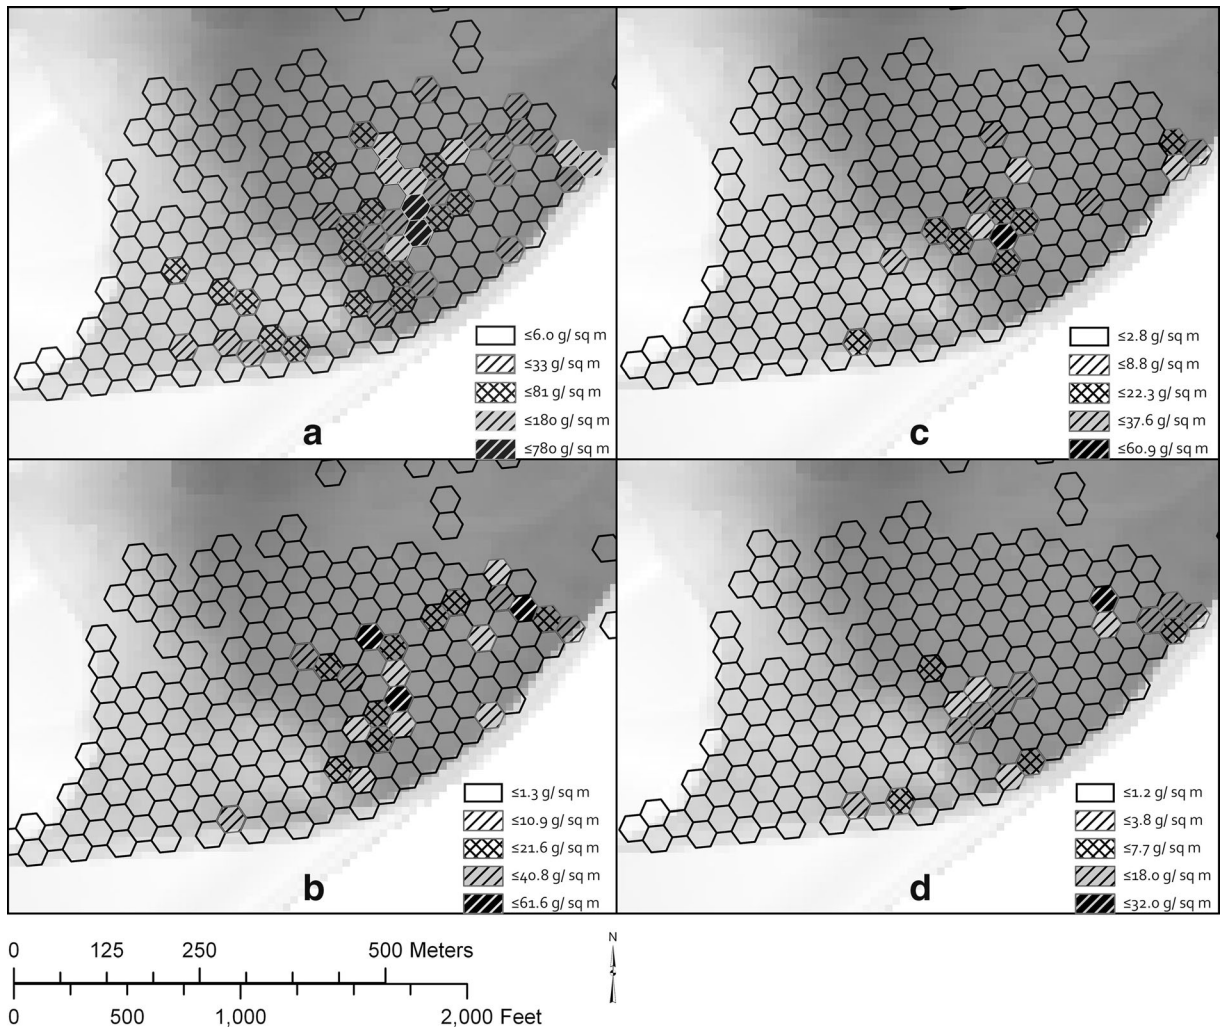 ≤6.0 g/ sq m
≤33 g/ sq m
≤81 g/ sq m
≤180 g/ sq m
≤780 g/ sq m
a
≤2.8 g/ sq m
≤8.8 g/ sq m
≤22.3 g/ sq m
≤37.6 g/ sq m
≤60.9 g/ sq m
c
≤1.3 g/ sq m
≤10.9 g/ sq m
≤21.6 g/ sq m
≤40.8 g/ sq m
≤61.6 g/ sq m
b
≤1.2 g/ sq m
≤3.8 g/ sq m
≤7.7 g/ sq m
≤18.0 g/ sq m
≤32.0 g/ sq m
d
0 125 250 500 Meters
0 500 1,000 2,000 Feet
N